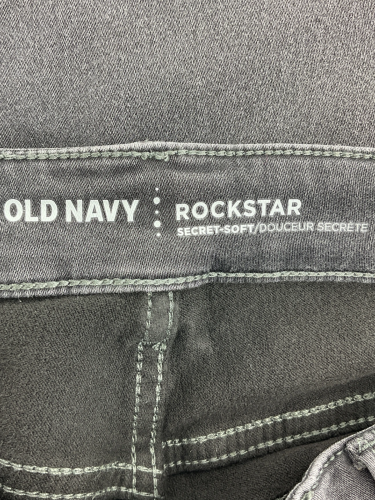 OLD NAVY
ROCKSTAR
SECRET-SOFT/DOUCEUR SECRÈTE